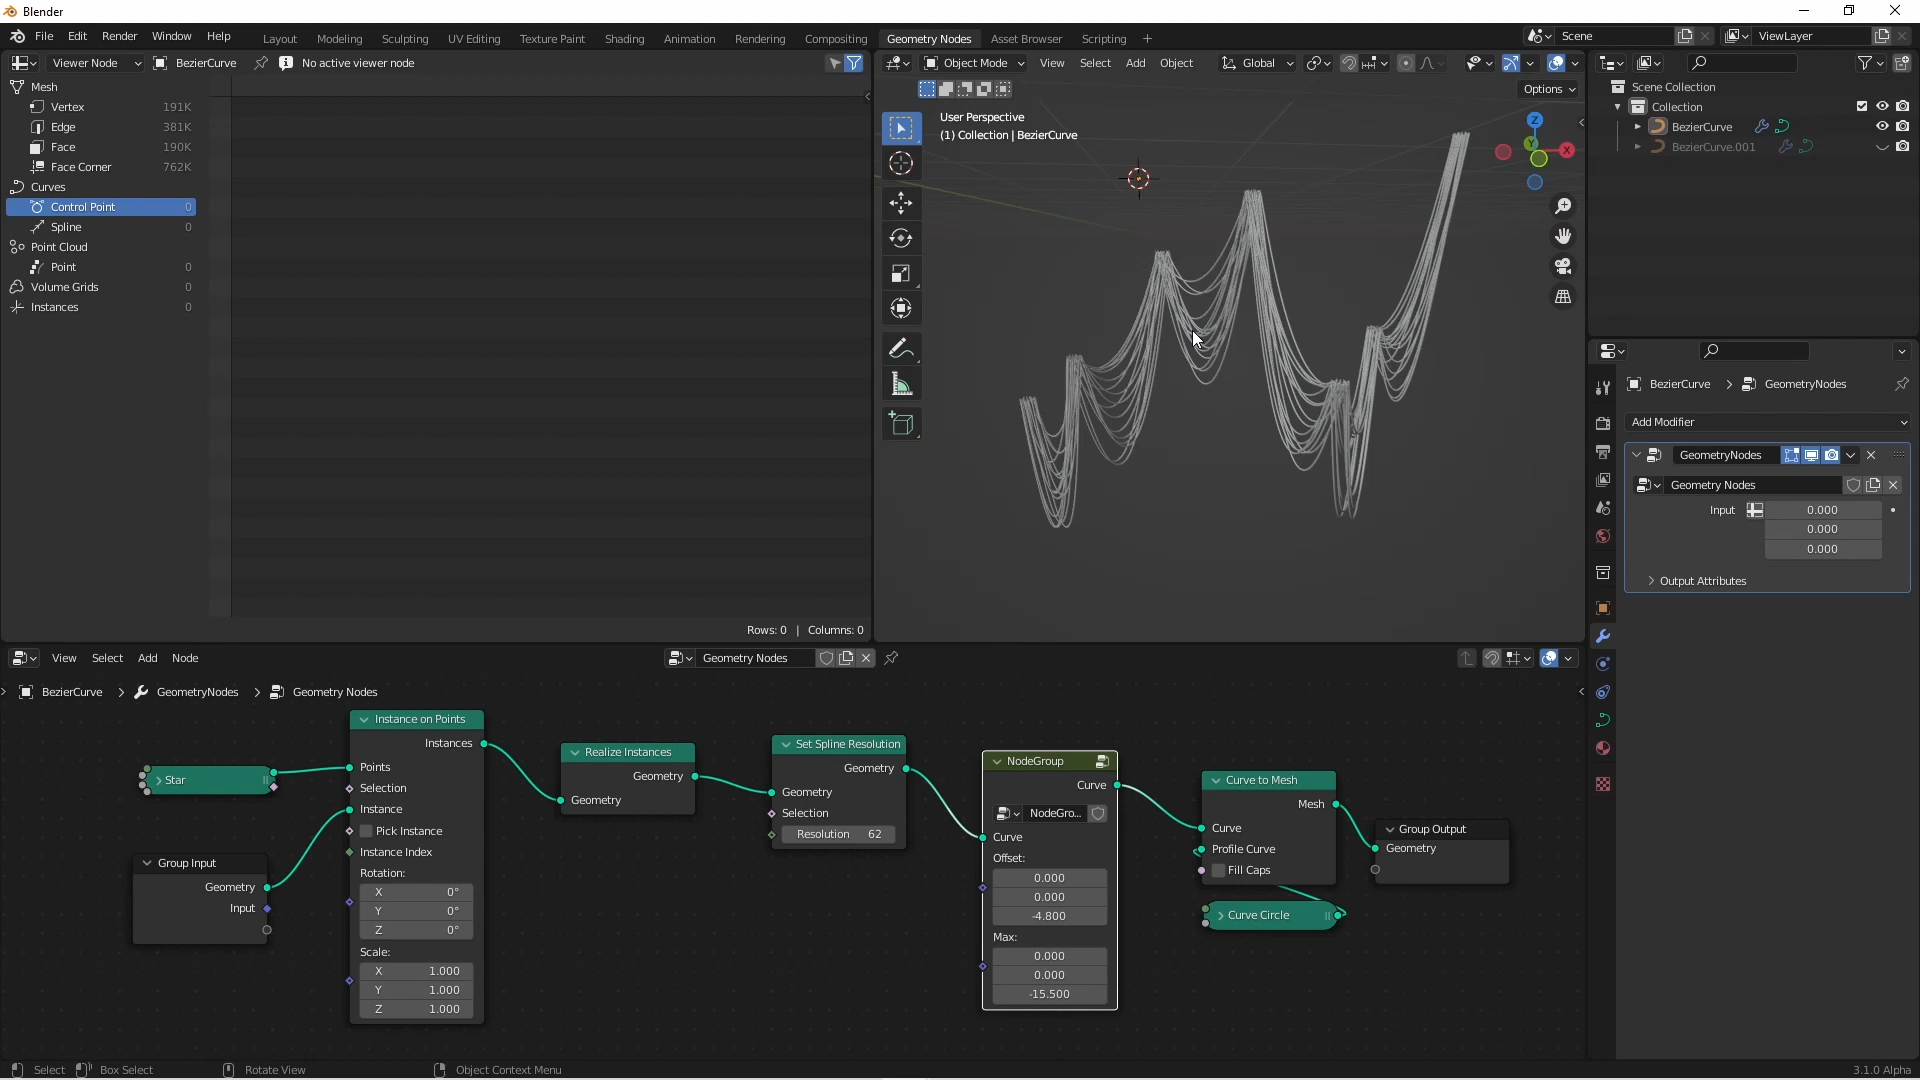 Blender
File Edit Render Window Help Layout Modeling Sculpting UV Editing Texture Paint Shading Animation Rendering Compositing Geometry Nodes Asset Browser Scripting + Scene ViewLayer
Viewer Node BezierCurve No active viewer node
Mesh
Vertex 191K
Edge 381K
Face 190K
Face Corner 762K
Curves
Control Point 0
Spline 0
Point Cloud
Point 0
Volume Grids 0
Instances 0
Rows: 0 | Columns: 0
Object Mode View Select Add Object Global
Options
User Perspective
(1) Collection | BezierCurve
Z
Y
X
Scene Collection
Collection
BezierCurve
BezierCurve.001
BezierCurve GeometryNodes
Add Modifier
GeometryNodes
Geometry Nodes
Input 0.000
0.000
0.000
Output Attributes
View Select Add Node Geometry Nodes
BezierCurve GeometryNodes Geometry Nodes
Star
Group Input
Geometry
Input
Instance on Points
Instances
Points
Selection
Instance
Pick Instance
Instance Index
Rotation:
X 0°
Y 0°
Z 0°
Scale:
X 1.000
Y 1.000
Z 1.000
Realize Instances
Geometry
Geometry
Set Spline Resolution
Geometry
Geometry
Selection
Resolution 62
NodeGroup
Curve
NodeGro...
Curve
Offset:
0.000
0.000
-4.800
Max:
0.000
0.000
-15.500
Curve to Mesh
Mesh
Curve
Profile Curve
Fill Caps
Curve Circle
Group Output
Geometry
Select Box Select Rotate View Object Context Menu 3.1.0 Alpha